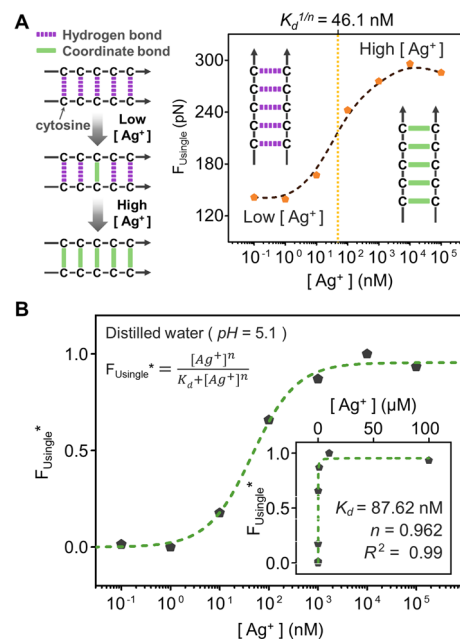 A
K_d^{1/n} = 46.1 nM
Hydrogen bond
Coordinate bond
C C C C C
C C C C C
cytosine
Low
[Ag⁺]
C C C C C
C C C C C
High
[Ag⁺]
C C C C C
C C C C C
F_Usingle (pN)
300
240
180
120
High [Ag⁺]
Low [Ag⁺]
C C
C C
C C
C C
C C
C C
C C
C C
C C
C C
10⁻¹ 10⁰ 10¹ 10² 10³ 10⁴ 10⁵
[Ag⁺] (nM)
B
Distilled water ( pH = 5.1 )
F_Usingle* = [Ag⁺]ⁿ / K_d+[Ag⁺]ⁿ
F_Usingle*
1.0
0.5
0.0
10⁻¹ 10⁰ 10¹ 10² 10³ 10⁴ 10⁵
[Ag⁺] (nM)
[Ag⁺] (µM)
0 50 100
F_Usingle*
1.0
0.5
0.0
K_d = 87.62 nM
n = 0.962
R² = 0.99